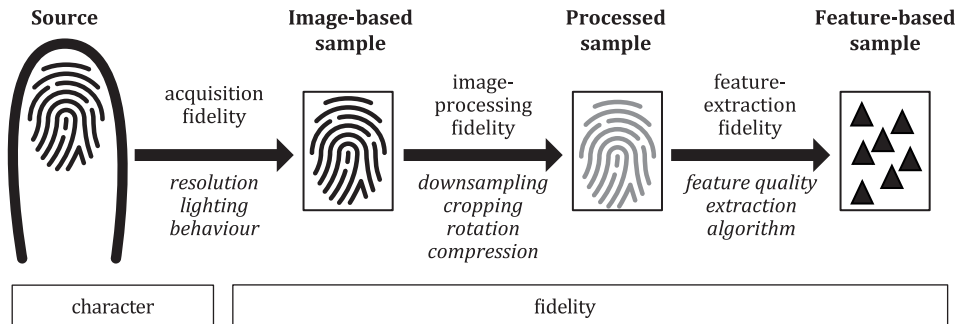 Source
Image-based
sample
Processed
sample
Feature-based
sample
acquisition
fidelity
resolution
lighting
behaviour
image-
processing
fidelity
downsampling
cropping
rotation
compression
feature-
extraction
fidelity
feature quality
extraction
algorithm
character
fidelity